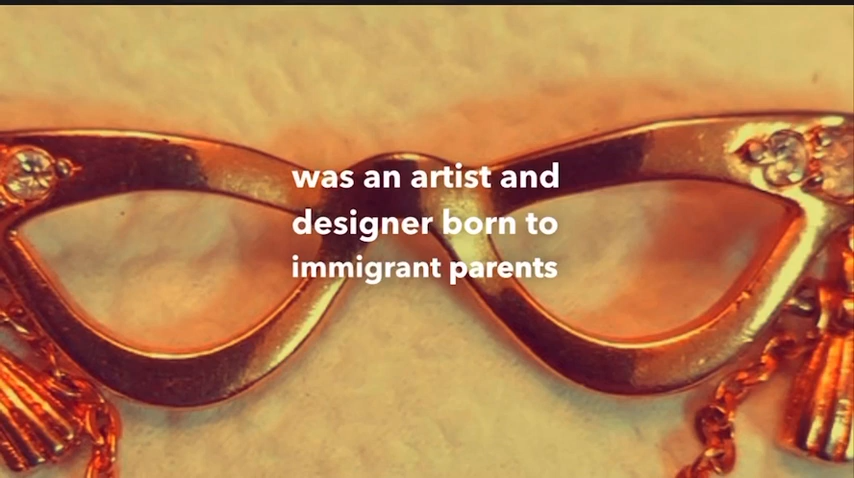 was an artist and
designer born to
immigrant parents